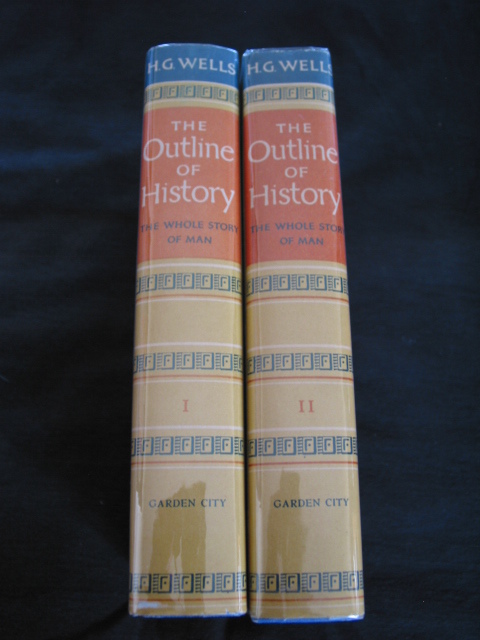 H.G. WELLS
THE
Outline
OF
History
THE WHOLE STORY
OF MAN
I
GARDEN CITY
H.G. WELLS
THE
Outline
OF
History
THE WHOLE STORY
OF MAN
II
GARDEN CITY